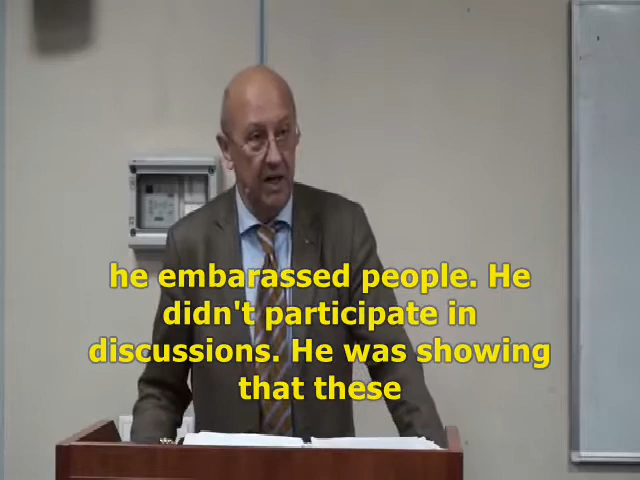 he embarassed people. He
didn't participate in
discussions. He was showing
that these